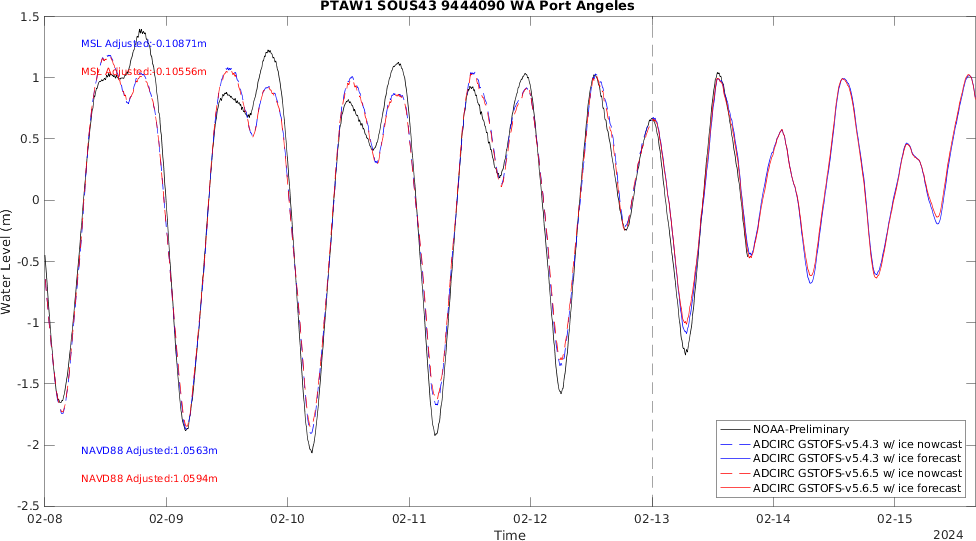 PTAW1 SOUS43 9444090 WA Port Angeles
MSL Adjusted:-0.10871m
MSL Adjusted:-0.10556m
NAVD88 Adjusted:1.0563m
NAVD88 Adjusted:1.0594m
Water Level (m)
1.5
1
0.5
0
-0.5
-1
-1.5
-2
-2.5
NOAA-Preliminary
ADCIRC GSTOFS-v5.4.3 w/ ice nowcast
ADCIRC GSTOFS-v5.4.3 w/ ice forecast
ADCIRC GSTOFS-v5.6.5 w/ ice nowcast
ADCIRC GSTOFS-v5.6.5 w/ ice forecast
02-08 02-09 02-10 02-11 02-12 02-13 02-14 02-15
Time
2024